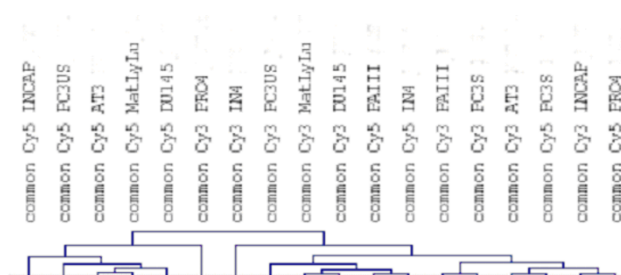 common Cy5 INCAP
common Cy5 PC3US
common Cy5 AT3
common Cy5 MatLyLu
common Cy5 DU145
common Cy3 PRO4
common Cy3 LN4
common Cy3 PC3US
common Cy3 MatLyLu
common Cy3 DU145
common Cy5 PAIII
common Cy5 LN4
common Cy3 PAIII
common Cy3 PC3S
common Cy3 AT3
common Cy5 PC3S
common Cy3 INCAP
common Cy5 PRO4